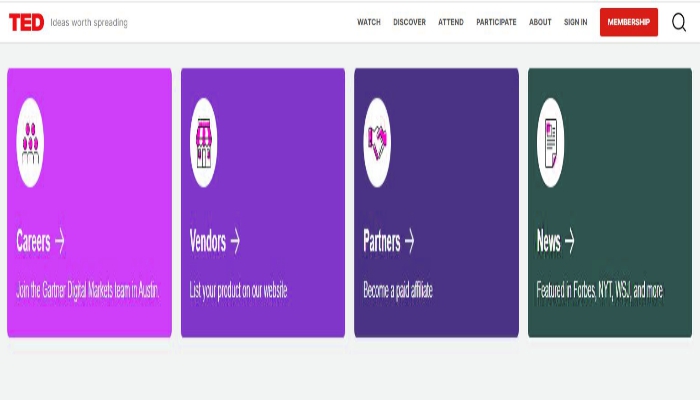 TED Ideas worth spreading WATCH DISCOVER ATTEND PARTICIPATE ABOUT SIGN IN MEMBERSHIP
Careers →
Join the Gartner Digital Markets team in Austin.
Vendors →
List your product on our website
Partners →
Become a paid affiliate
News →
Featured in Forbes, NYT, WSJ, and more